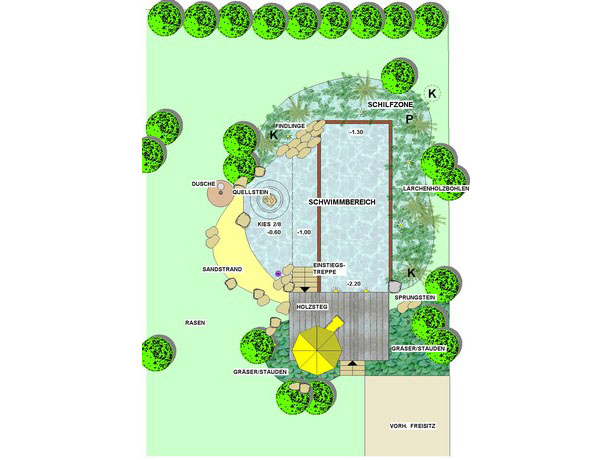 K
SCHILFZONE
P
FINDLINGE
K
-1.30
DUSCHE
QUELLSTEIN
LÄRCHENHOLZBOHLEN
SCHWIMMBEREICH
KIES 2/8
-0.60
-1,00
SANDSTRAND
EINSTIEGS-
TREPPE
K
-2.20
SPRUNGSTEIN
HOLZSTEG
RASEN
GRÄSER/STAUDEN
GRÄSER/STAUDEN
VORH. FREISITZ